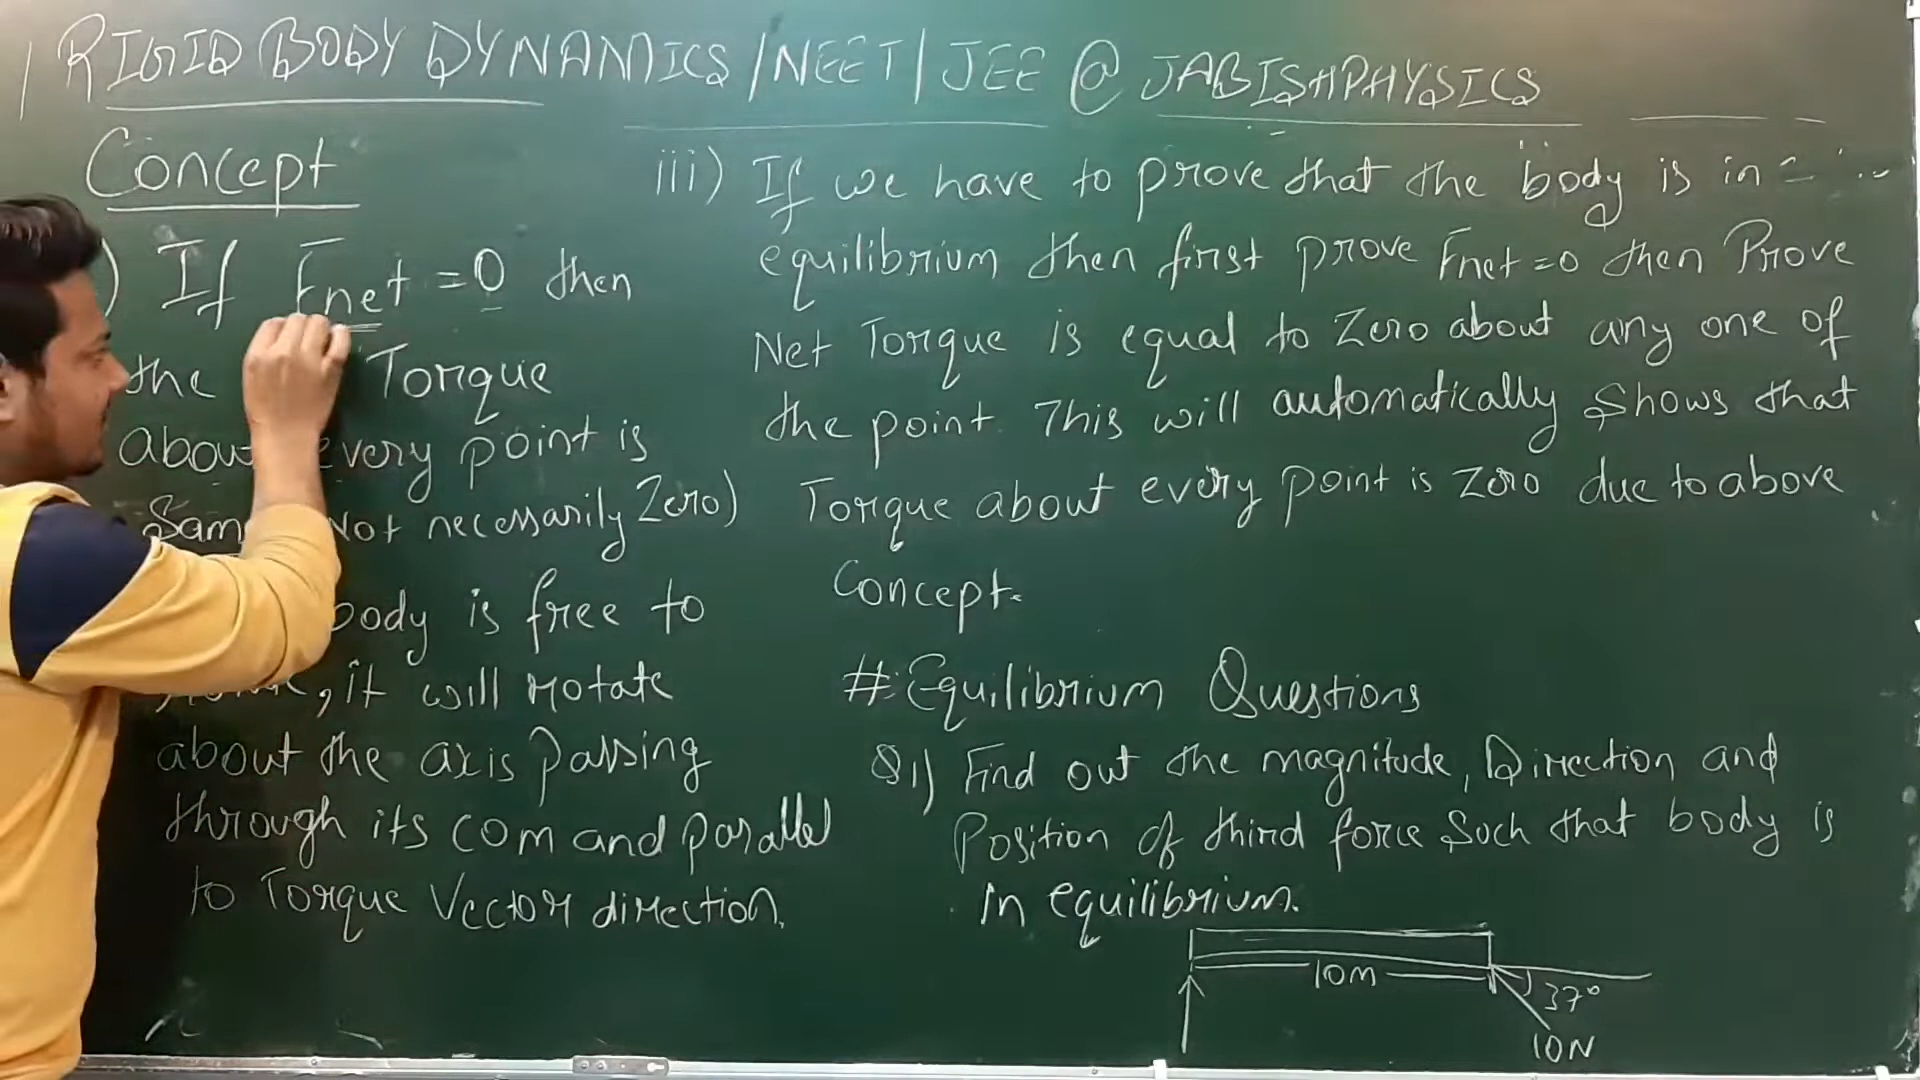 RIGID BODY DYNAMICS/NEET/JEE @ JABISHPHYSICS
Concept
) If Fnet = 0 then
the Torque
about every point is
Same Not necessarily Zero)
body is free to
, it will rotate
about the axis Passing
through its COM and parallel
to Torque Vector direction.
iii) If we have to prove that the body is in
equilibrium then first prove Fnet = 0 then Prove
Net Torque is equal to Zero about any one of
the point. This will automatically Shows that
Torque about every point is Zero due to above
Concept.
#Equilibrium Questions
Q1) Find out the magnitude, Direction and
Position of third force Such that body is
in equilibrium.
10M
37°
10N